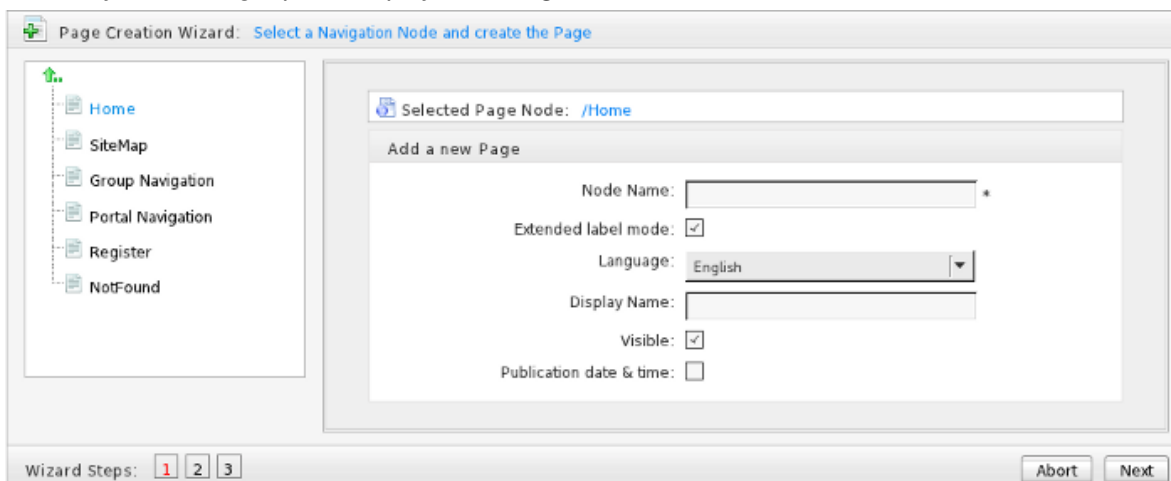 Page Creation Wizard: Select a Navigation Node and create the Page
Home
SiteMap
Group Navigation
Portal Navigation
Register
NotFound
Selected Page Node: /Home
Add a new Page
Node Name: *
Extended label mode:
Language: English
Display Name:
Visible:
Publication date & time:
Wizard Steps: 1 2 3
Abort Next